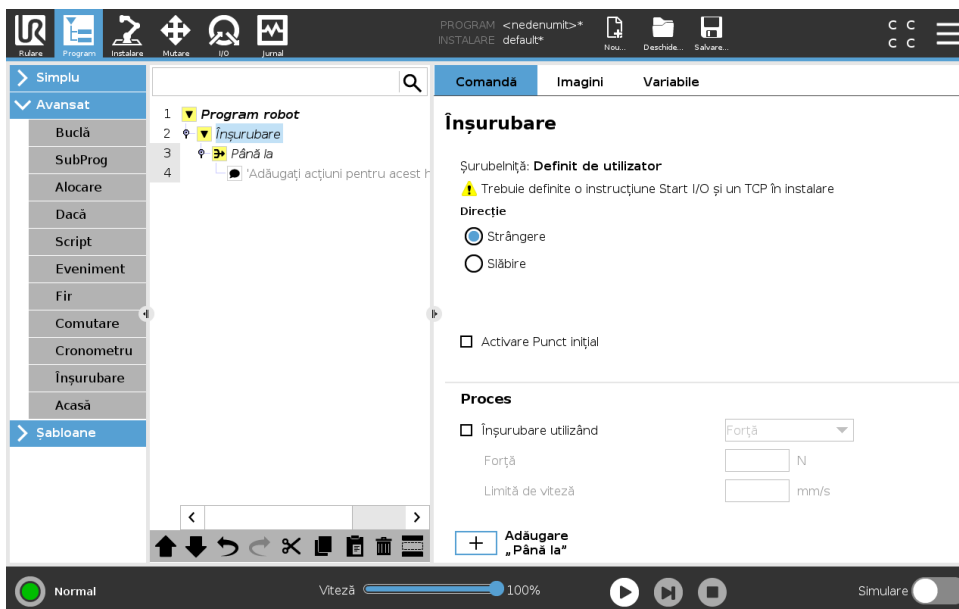 PROGRAM <nedenumit>*
INSTALARE default*
Rulare
Program
Instalare
Mutare
I/O
Jurnal
Nou...
Deschide...
Salvare...
C C
C C
Simplu
Avansat
Buclă
SubProg
Alocare
Dacă
Script
Eveniment
Fir
Comutare
Cronometru
Înșurubare
Acasă
Șabloane
1 Program robot
2 Înșurubare
3 Până la
4 'Adăugați acțiuni pentru acest h
Comandă Imagini Variabile
Înșurubare
Șurubelniță: Definit de utilizator
Trebuie definite o instrucțiune Start I/O și un TCP în instalare
Direcție
Strângere
Slăbire
Activare Punct inițial
Proces
Înșurubare utilizând Forță
Forță N
Limită de viteză mm/s
+ Adăugare
„Până la”
Normal
Viteză 100%
Simulare